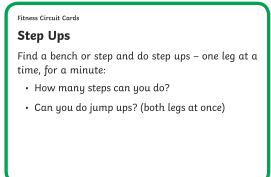 Fitness Circuit Cards
Step Ups
Find a bench or step and do step ups – one leg at a
time, for a minute:
• How many steps can you do?
• Can you do jump ups? (both legs at once)